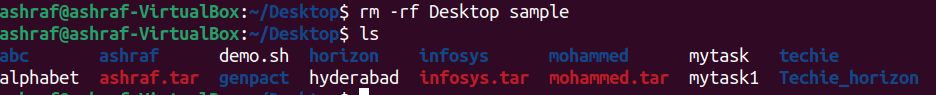 ashraf@ashraf-VirtualBox:~/Desktop$ rm -rf Desktop sample
ashraf@ashraf-VirtualBox:~/Desktop$ ls
abc ashraf demo.sh horizon infosys mohammed mytask techie
alphabet ashraf.tar genpact hyderabad infosys.tar mohammed.tar mytask1 Techie_horizon